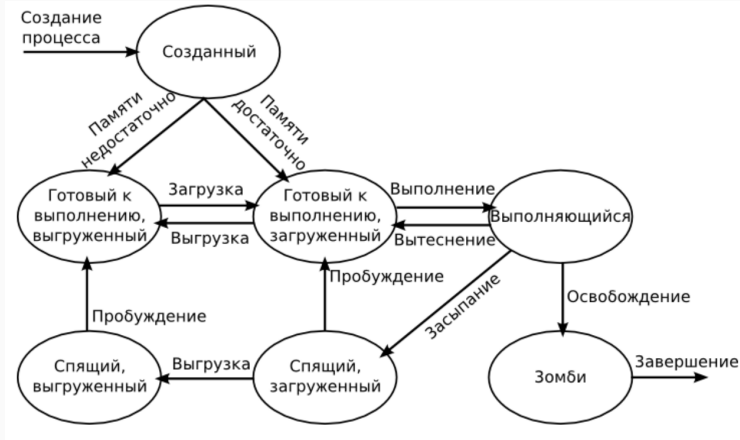 Создание
процесса
Созданный
Памяти
недостаточно
Памяти
достаточно
Готовый к
выполнению,
выгруженный
Загрузка
Выгрузка
Готовый к
выполнению,
загруженный
Выполнение
Вытеснение
Выполняющийся
Пробуждение
Пробуждение
Засыпание
Освобождение
Спящий,
выгруженный
Выгрузка
Спящий,
загруженный
Зомби
Завершение